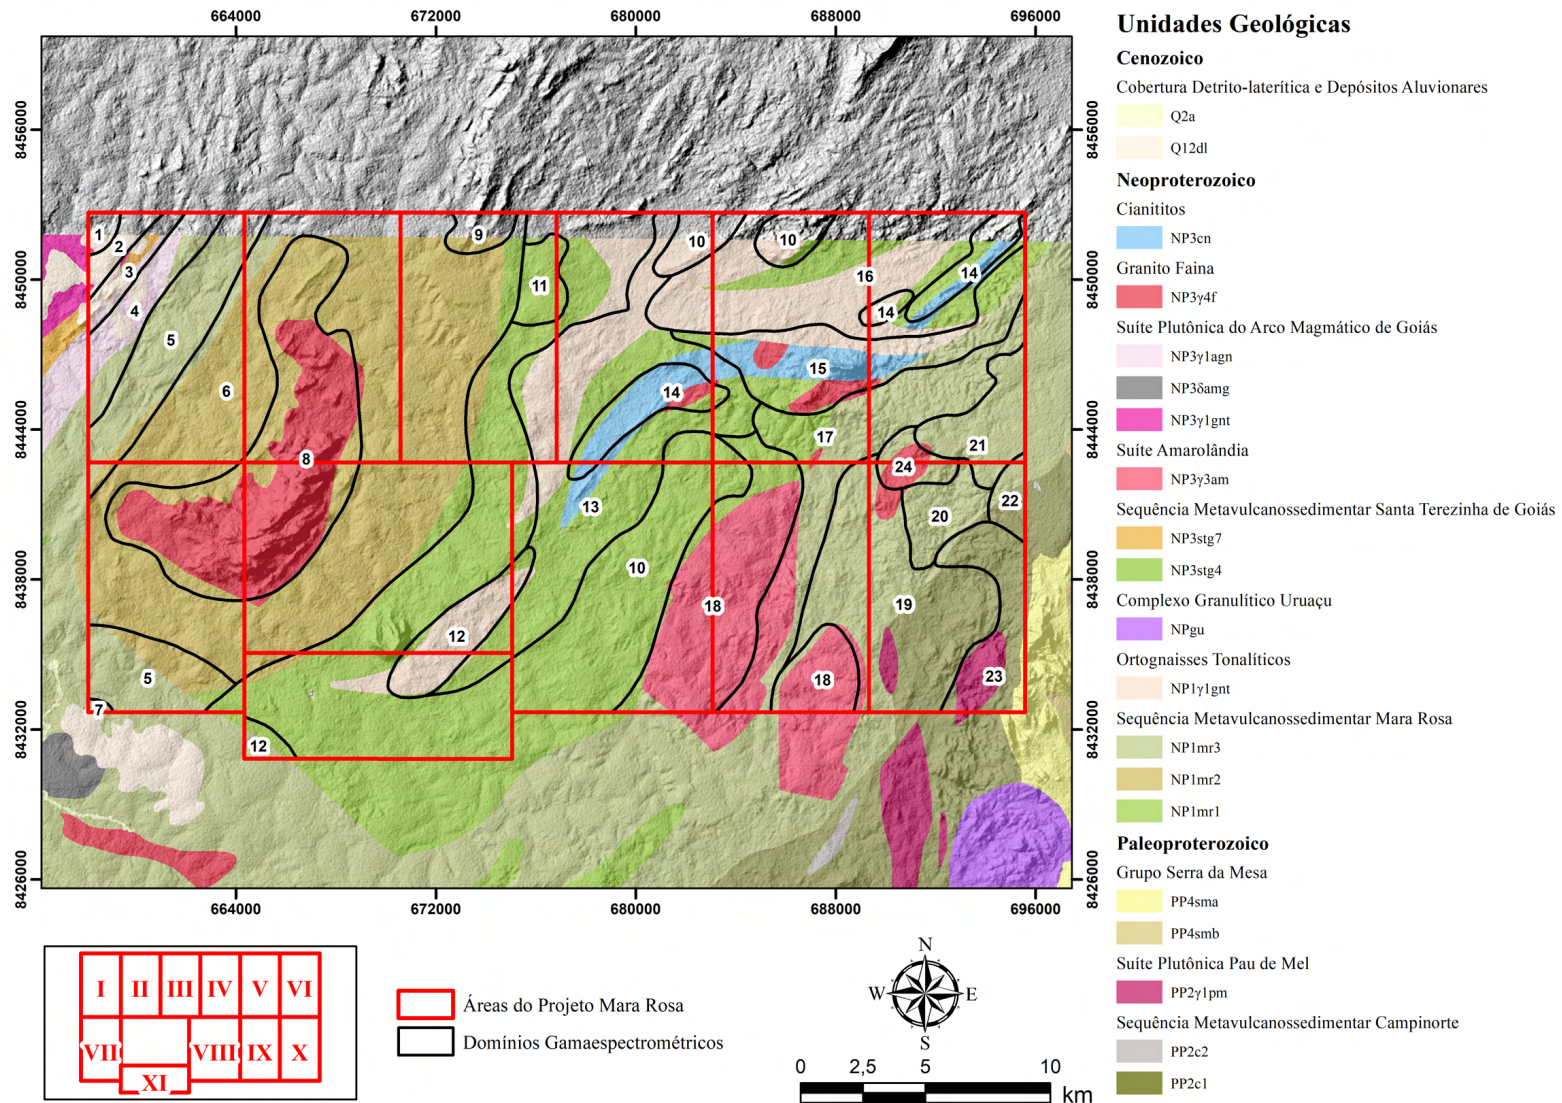 664000 672000 680000 688000 696000
8456000 8456000
8450000 8450000
8444000 8444000
8438000 8438000
8432000 8432000
8426000 8426000
1
2
3
4
5
6
9
10
10
11
16
14
14
15
14
8
17
21
24
22
20
13
10
18
19
12
5
18
23
7
12
664000 672000 680000 688000 696000
Unidades Geológicas
Cenozoico
Cobertura Detrito-laterítica e Depósitos Aluvionares
Q2a
Q12dl
Neoproterozoico
Cianititos
NP3cn
Granito Faina
NP3γ4f
Suíte Plutônica do Arco Magmático de Goiás
NP3γ1agn
NP3δamg
NP3γ1gnt
Suíte Amarolândia
NP3γ3am
Sequência Metavulcanossedimentar Santa Terezinha de Goiás
NP3stg7
NP3stg4
Complexo Granulítico Uruaçu
NPgu
Ortognaisses Tonalíticos
NP1γ1gnt
Sequência Metavulcanossedimentar Mara Rosa
NP1mr3
NP1mr2
NP1mr1
Paleoproterozoico
Grupo Serra da Mesa
PP4sma
PP4smb
Suíte Plutônica Pau de Mel
PP2γ1pm
Sequência Metavulcanossedimentar Campinorte
PP2c2
PP2c1
I II III IV V VI
VII VIII IX X
XI
Áreas do Projeto Mara Rosa
Domínios Gamaespectrométricos
N
W E
S
0 2,5 5 10
km